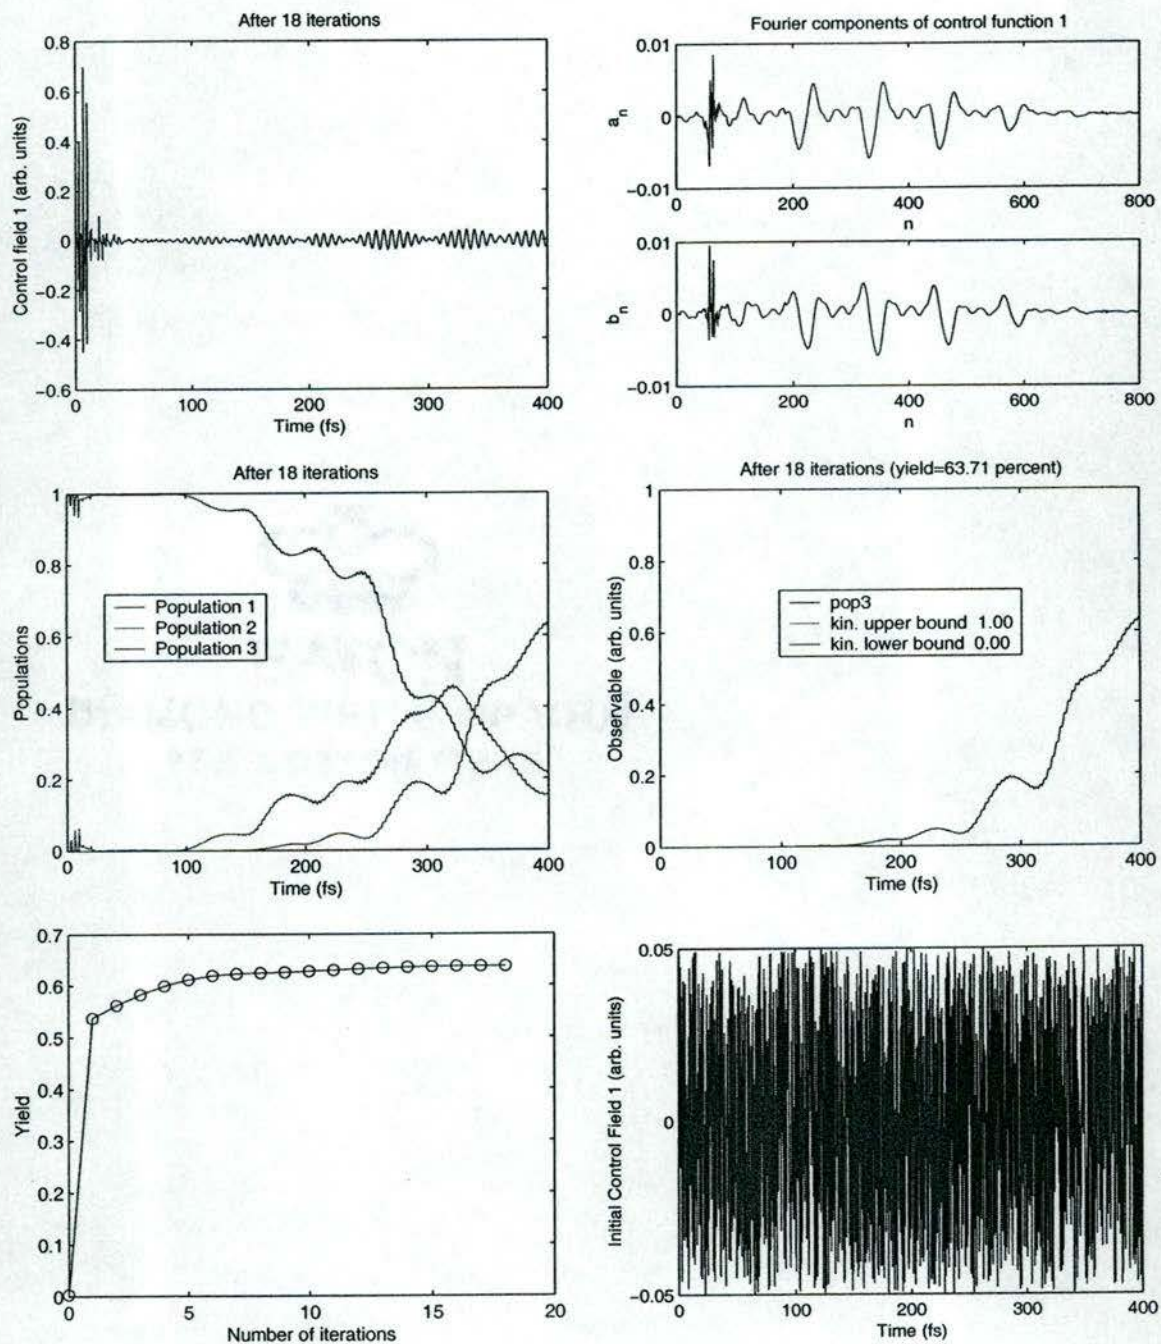 After 18 iterations
Control field 1 (arb. units)
0.8
0.6
0.4
0.2
0
−0.2
−0.4
−0.6
0 100 200 300 400
Time (fs)
Fourier components of control function 1
a_n
0.01
0
−0.01
0 200 400 600 800
n
b_n
0.01
0
−0.01
0 200 400 600 800
n
After 18 iterations
Populations
1
0.8
0.6
0.4
0.2
0
Population 1
Population 2
Population 3
0 100 200 300 400
Time (fs)
After 18 iterations (yield=63.71 percent)
Observable (arb. units)
1
0.8
0.6
0.4
0.2
0
pop3
kin. upper bound 1.00
kin. lower bound 0.00
0 100 200 300 400
Time (fs)
Yield
0.7
0.6
0.5
0.4
0.3
0.2
0.1
0
0 5 10 15 20
Number of iterations
Initial Control Field 1 (arb. units)
0.05
0
−0.05
0 100 200 300 400
Time (fs)